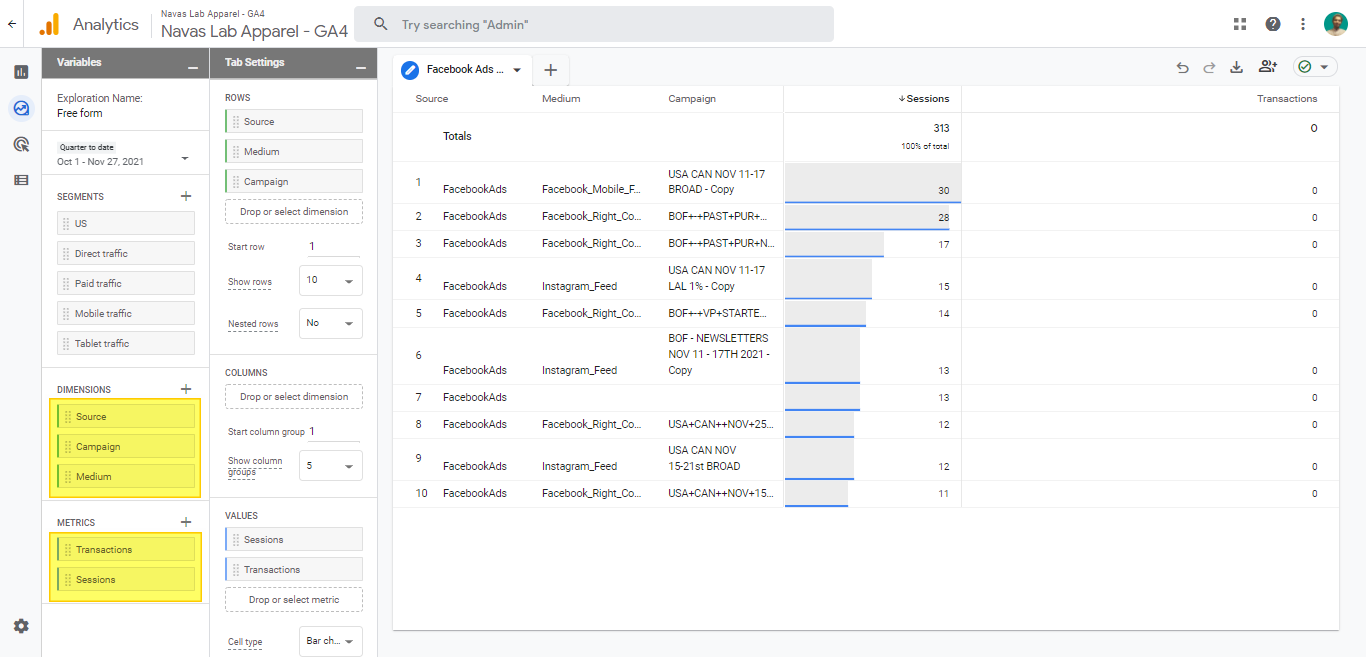 Analytics
Navas Lab Apparel - GA4
Navas Lab Apparel - GA4
Try searching "Admin"
Variables
Exploration Name:
Free form
Quarter to date
Oct 1 - Nov 27, 2021
SEGMENTS
US
Direct traffic
Paid traffic
Mobile traffic
Tablet traffic
DIMENSIONS
Source
Campaign
Medium
METRICS
Transactions
Sessions
Tab Settings
ROWS
Source
Medium
Campaign
Drop or select dimension
Start row 1
Show rows 10
Nested rows No
COLUMNS
Drop or select dimension
Start column group 1
Show column
groups 5
VALUES
Sessions
Transactions
Drop or select metric
Cell type Bar ch...
Facebook Ads ...
Source Medium Campaign Sessions Transactions
Totals 313 0
100% of total
1 FacebookAds Facebook_Mobile_F... USA CAN NOV 11-17
BROAD - Copy 30 0
2 FacebookAds Facebook_Right_Co... BOF+-+PAST+PUR+... 28 0
3 FacebookAds Facebook_Right_Co... BOF+-+PAST+PUR+N... 17 0
4 FacebookAds Instagram_Feed USA CAN NOV 11-17
LAL 1% - Copy 15 0
5 FacebookAds Facebook_Right_Co... BOF+-+VP+STARTE... 14 0
6 FacebookAds Instagram_Feed BOF - NEWSLETTERS
NOV 11 - 17TH 2021 -
Copy 13 0
7 FacebookAds 13 0
8 FacebookAds Facebook_Right_Co... USA+CAN++NOV+25... 12 0
9 FacebookAds Instagram_Feed USA CAN NOV
15-21st BROAD 12 0
10 FacebookAds Facebook_Right_Co... USA+CAN++NOV+15... 11 0